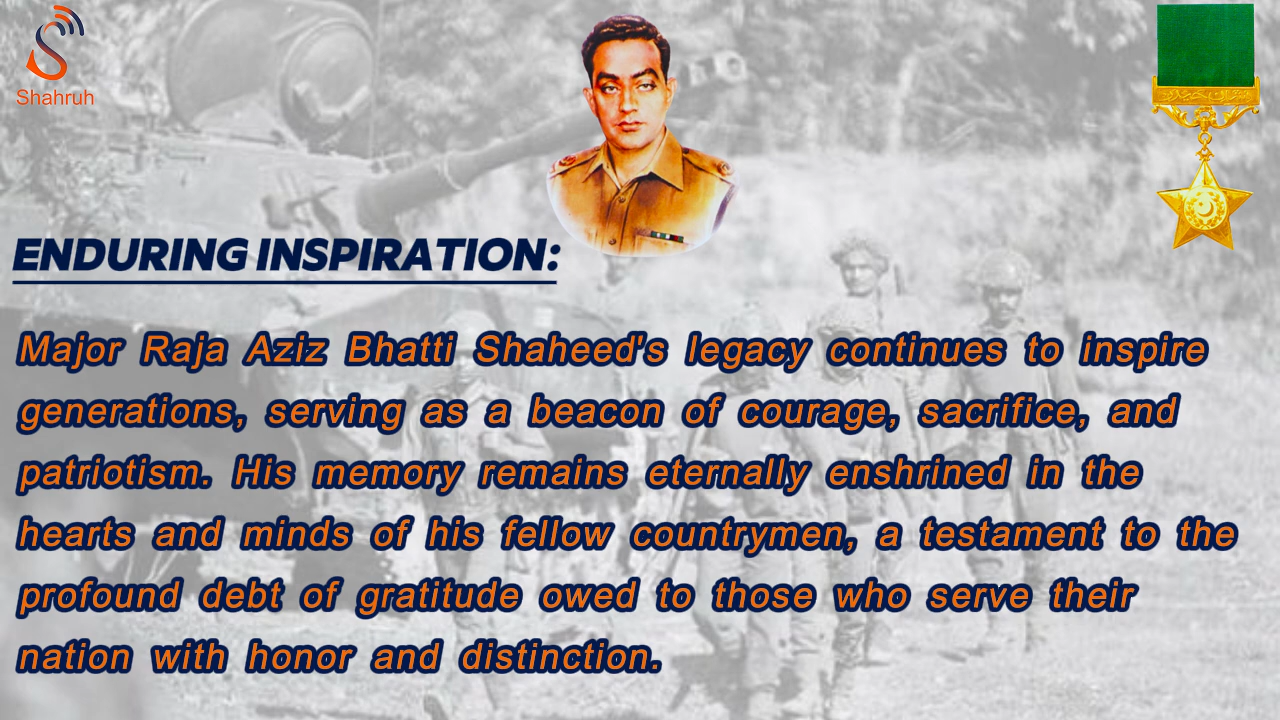 Shahruh
ENDURING INSPIRATION:
Major Raja Aziz Bhatti Shaheed's legacy continues to inspire
generations, serving as a beacon of courage, sacrifice, and
patriotism. His memory remains eternally enshrined in the
hearts and minds of his fellow countrymen, a testament to the
profound debt of gratitude owed to those who serve their
nation with honor and distinction.